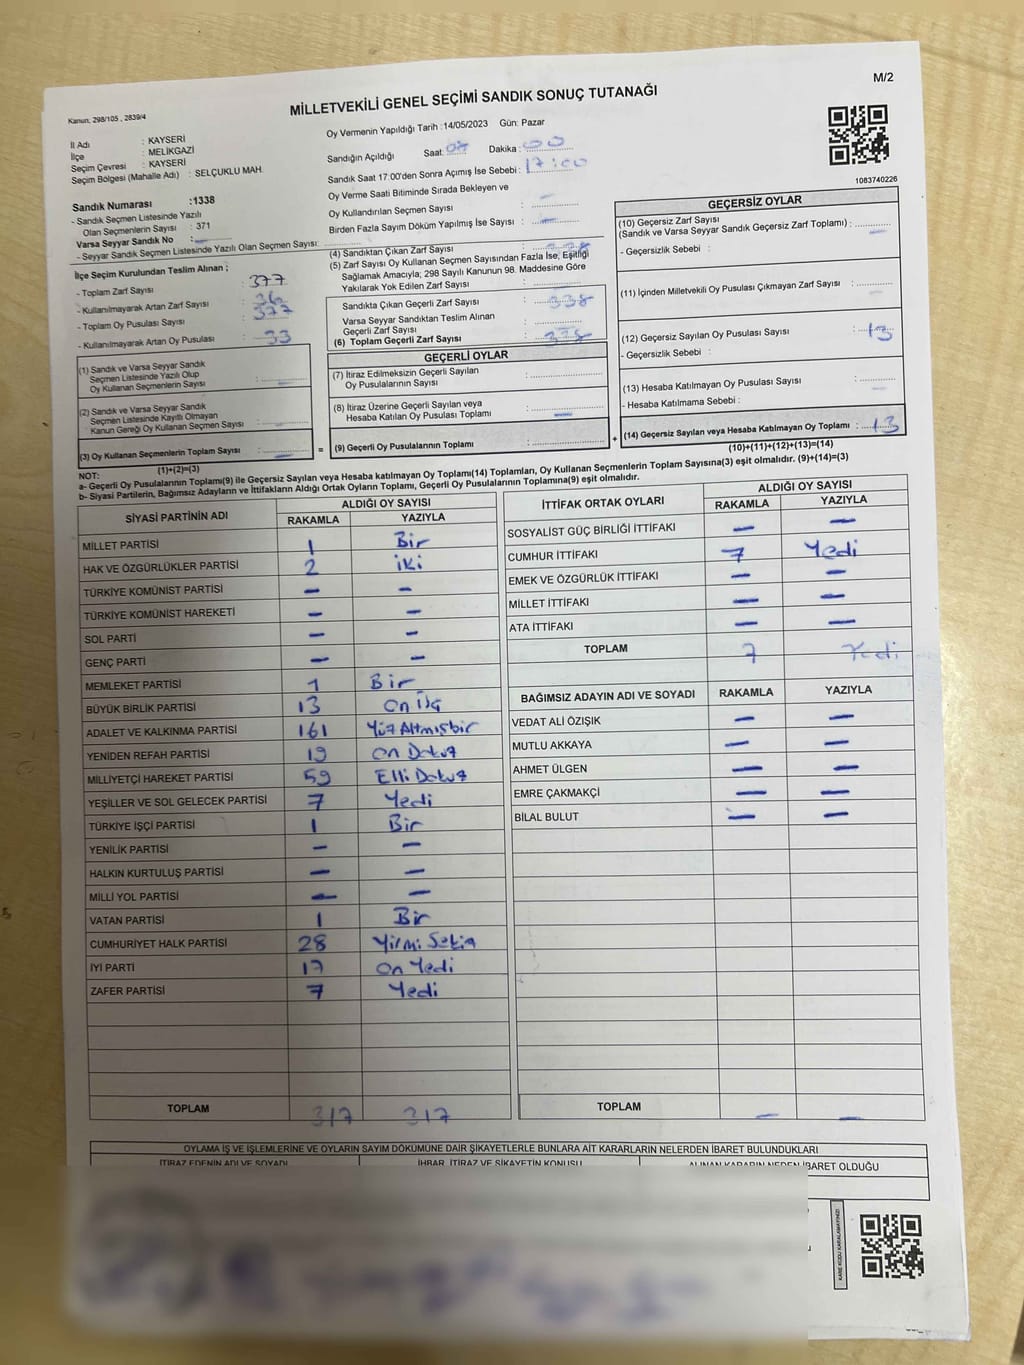 M/2
Kanun, 298/105 , 2839/4
MİLLETVEKİLİ GENEL SEÇİMİ SANDIK SONUÇ TUTANAĞI
İl Adı : KAYSERİ
İlçe : MELİKGAZİ
Seçim Çevresi : KAYSERİ
Seçim Bölgesi (Mahalle Adı) : SELÇUKLU MAH.
Sandık Numarası :1338
- Sandık Seçmen Listesinde Yazılı
Olan Seçmenlerin Sayısı : 371
Varsa Seyyar Sandık No :
- Seyyar Sandık Seçmen Listesinde Yazılı Olan Seçmen Sayısı:
Oy Vermenin Yapıldığı Tarih :14/05/2023 Gün: Pazar
Sandığın Açıldığı Saat: Dakika : 00
Sandık Saat 17:00'den Sonra Açımış İse Sebebi : 17:00
Oy Verme Saati Bitiminde Sırada Bekleyen ve
Oy Kullandırılan Seçmen Sayısı : –
Birden Fazla Sayım Döküm Yapılmış İse Sayısı : –
1083740226
İlçe Seçim Kurulundan Teslim Alınan ;
- Toplam Zarf Sayısı : 377
- Kullanılmayarak Artan Zarf Sayısı :
- Toplam Oy Pusulası Sayısı : 377
- Kullanılmayarak Artan Oy Pusulası : 33
(1) Sandık ve Varsa Seyyar Sandık
Seçmen Listesinde Yazılı Olup
Oy Kullanan Seçmenlerin Sayısı :
(2) Sandık ve Varsa Seyyar Sandık
Seçmen Listesinde Kayıtlı Olmayan
Kanun Gereği Oy Kullanan Seçmen Sayısı :
(3) Oy Kullanan Seçmenlerin Toplam Sayısı :
(1)+(2)=(3)
(4) Sandıktan Çıkan Zarf Sayısı : 338
(5) Zarf Sayısı Oy Kullanan Seçmen Sayısından Fazla İse, Eşitliği
Sağlamak Amacıyla; 298 Sayılı Kanunun 98. Maddesine Göre
Yakılarak Yok Edilen Zarf Sayısı :
Sandıkta Çıkan Geçerli Zarf Sayısı : 338
Varsa Seyyar Sandıktan Teslim Alınan
Geçerli Zarf Sayısı :
(6) Toplam Geçerli Zarf Sayısı : 338
GEÇERLİ OYLAR
(7) İtiraz Edilmeksizin Geçerli Sayılan
Oy Pusulalarının Sayısı :
(8) İtiraz Üzerine Geçerli Sayılan veya
Hesaba Katılan Oy Pusulası Toplamı : –
= (9) Geçerli Oy Pusulalarının Toplamı :
+
GEÇERSİZ OYLAR
(10) Geçersiz Zarf Sayısı
(Sandık ve Varsa Seyyar Sandık Geçersiz Zarf Toplamı) : –
- Geçersizlik Sebebi :
(11) İçinden Milletvekili Oy Pusulası Çıkmayan Zarf Sayısı : –
(12) Geçersiz Sayılan Oy Pusulası Sayısı : 13
- Geçersizlik Sebebi :
(13) Hesaba Katılmayan Oy Pusulası Sayısı : –
- Hesaba Katılmama Sebebi :
(14) Geçersiz Sayılan veya Hesaba Katılmayan Oy Toplamı : 13
(10)+(11)+(12)+(13)=(14)
NOT:
a- Geçerli Oy Pusulalarının Toplamı(9) ile Geçersiz Sayılan veya Hesaba katılmayan Oy Toplamı(14) Toplamları, Oy Kullanan Seçmenlerin Toplam Sayısına(3) eşit olmalıdır. (9)+(14)=(3)
b- Siyasi Partilerin, Bağımsız Adayların ve İttifakların Aldığı Ortak Oyların Toplamı, Geçerli Oy Pusulalarının Toplamına(9) eşit olmalıdır.
SİYASİ PARTİNİN ADI ALDIĞI OY SAYISI
RAKAMLA YAZIYLA
MİLLET PARTİSİ 1 Bir
HAK VE ÖZGÜRLÜKLER PARTİSİ 2 iki
TÜRKİYE KOMÜNİST PARTİSİ – –
TÜRKİYE KOMÜNİST HAREKETİ – –
SOL PARTİ – –
GENÇ PARTİ – –
MEMLEKET PARTİSİ 1 Bir
BÜYÜK BİRLİK PARTİSİ 13 on üç
ADALET VE KALKINMA PARTİSİ 161 Yüz Altmışbir
YENİDEN REFAH PARTİSİ 19 on Dokuz
MİLLİYETÇİ HAREKET PARTİSİ 59 Elli Dokuz
YEŞİLLER VE SOL GELECEK PARTİSİ 7 Yedi
TÜRKİYE İŞÇİ PARTİSİ 1 Bir
YENİLİK PARTİSİ – –
HALKIN KURTULUŞ PARTİSİ – –
MİLLİ YOL PARTİSİ – –
VATAN PARTİSİ 1 Bir
CUMHURİYET HALK PARTİSİ 28 Yirmi Sekiz
İYİ PARTİ 17 on Yedi
ZAFER PARTİSİ 7 Yedi
TOPLAM 317 317
İTTİFAK ORTAK OYLARI ALDIĞI OY SAYISI
RAKAMLA YAZIYLA
SOSYALİST GÜÇ BİRLİĞİ İTTİFAKI – –
CUMHUR İTTİFAKI 7 Yedi
EMEK VE ÖZGÜRLÜK İTTİFAKI – –
MİLLET İTTİFAKI – –
ATA İTTİFAKI – –
TOPLAM 7 Yedi
BAĞIMSIZ ADAYIN ADI VE SOYADI RAKAMLA YAZIYLA
VEDAT ALİ ÖZIŞIK – –
MUTLU AKKAYA – –
AHMET ÜLGEN – –
EMRE ÇAKMAKÇİ – –
BİLAL BULUT – –
TOPLAM – –
OYLAMA İŞ VE İŞLEMLERİNE VE OYLARIN SAYIM DÖKÜMÜNE DAİR ŞİKAYETLERLE BUNLARA AİT KARARLARIN NELERDEN İBARET BULUNDUKLARI
İTİRAZ EDENİN ADI VE SOYADI İHBAR, İTİRAZ VE ŞİKAYETİN KONUSU ALINAN KARARIN NEDEN İBARET OLDUĞU
KARE KODU KARALAMAYINIZ!